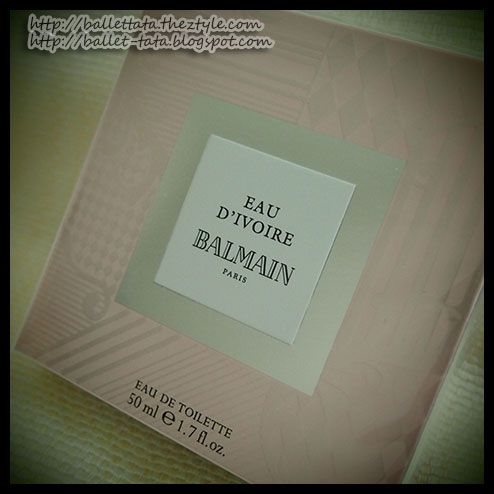 http://ballettata.theztyle.com
http://ballet-tata.blogspot.com
EAU
D'IVOIRE
BALMAIN
PARIS
EAU DE TOILETTE
50 ml e 1.7 fl.oz.